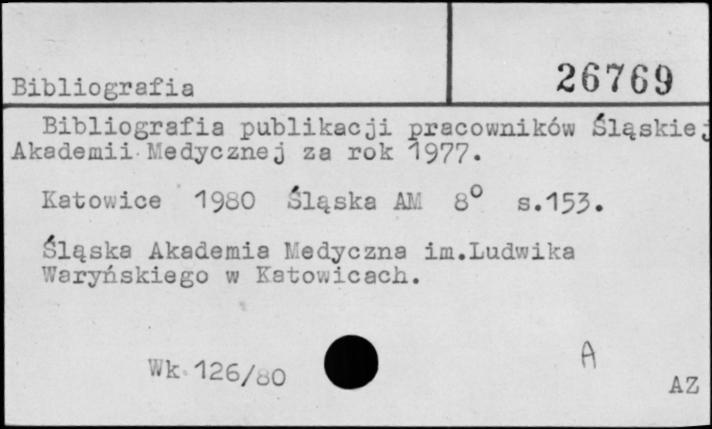 Bibliografia
26769
Bibliografia publikacji pracowników Śląskiej
Akademii Medycznej za rok 1977.
Katowice 1980 Śląska AM 8° s.153.
Śląska Akademia Medyczna im.Ludwika
Waryńskiego w Katowicach.
Wk 126/80
A
AZ